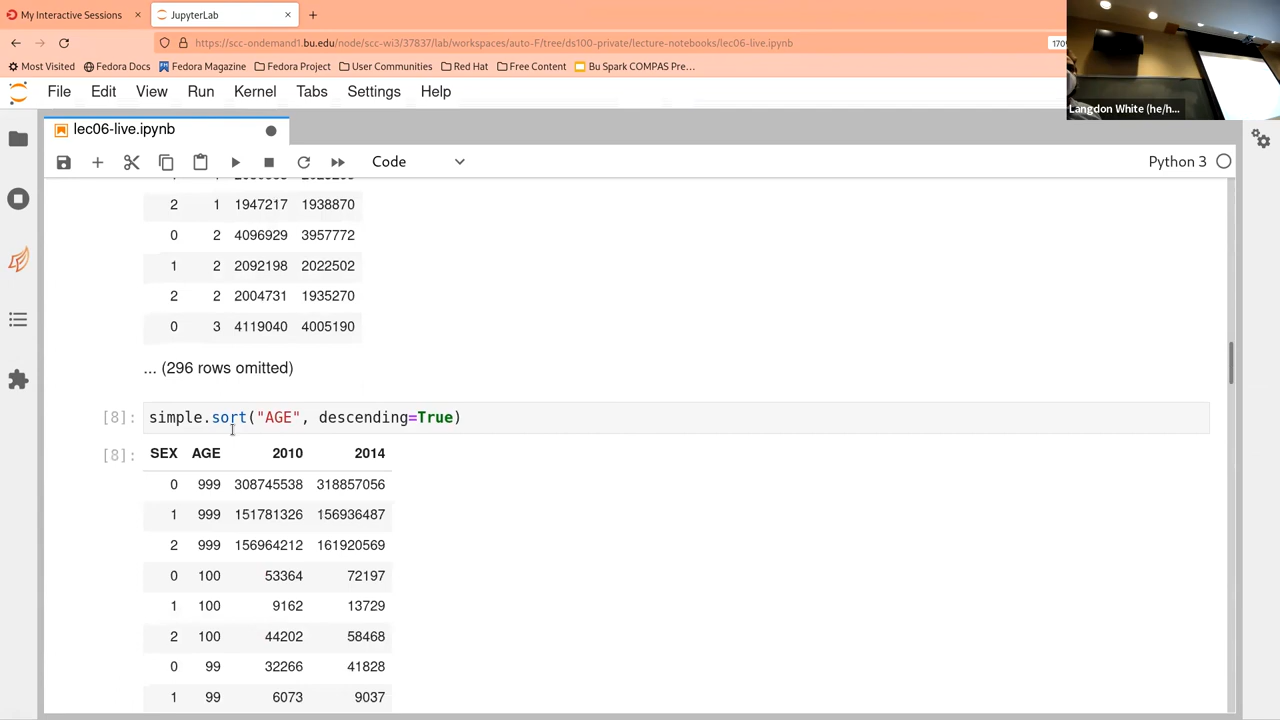 My Interactive Sessions
JupyterLab
https://scc-ondemand1.bu.edu/node/scc-wi3/37837/lab/workspaces/auto-F/tree/ds100-private/lecture-notebooks/lec06-live.ipynb
Most Visited Fedora Docs Fedora Magazine Fedora Project User Communities Red Hat Free Content Bu Spark COMPAS Pre...
Langdon White (he/h...
File Edit View Run Kernel Tabs Settings Help
lec06-live.ipynb
Code Python 3
2 1 1947217 1938870
0 2 4096929 3957772
1 2 2092198 2022502
2 2 2004731 1935270
0 3 4119040 4005190
... (296 rows omitted)
[8]: simple.sort("AGE", descending=True)
[8]: SEX AGE 2010 2014
0 999 308745538 318857056
1 999 151781326 156936487
2 999 156964212 161920569
0 100 53364 72197
1 100 9162 13729
2 100 44202 58468
0 99 32266 41828
1 99 6073 9037